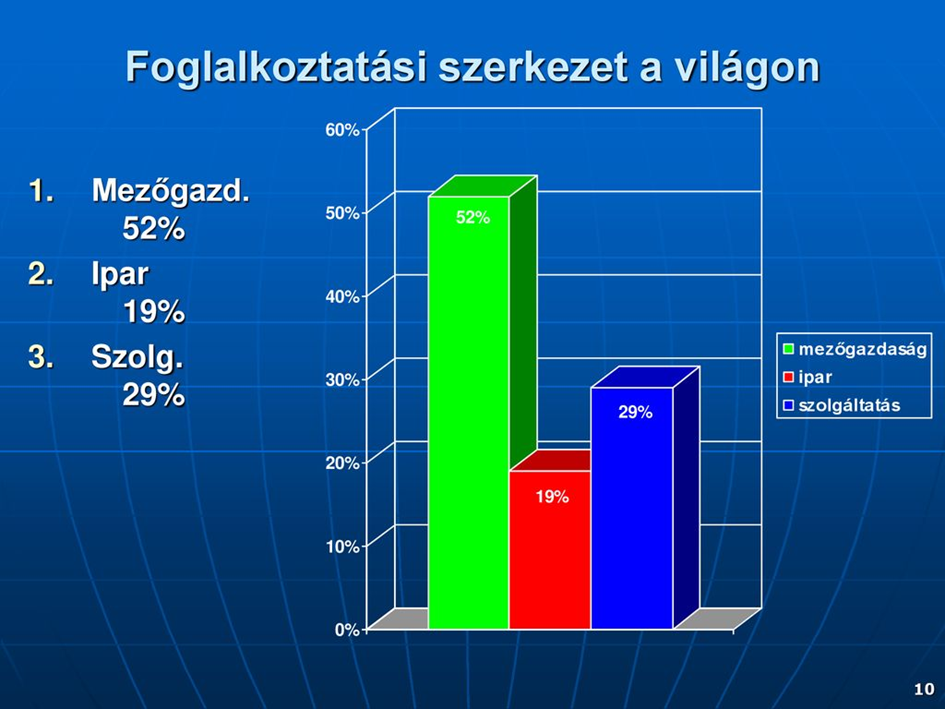 Foglalkoztatási szerkezet a világon
1. Mezőgazd.
52%
2. Ipar
19%
3. Szolg.
29%
60%
50%
40%
30%
20%
10%
0%
52%
19%
29%
mezőgazdaság
ipar
szolgáltatás
10